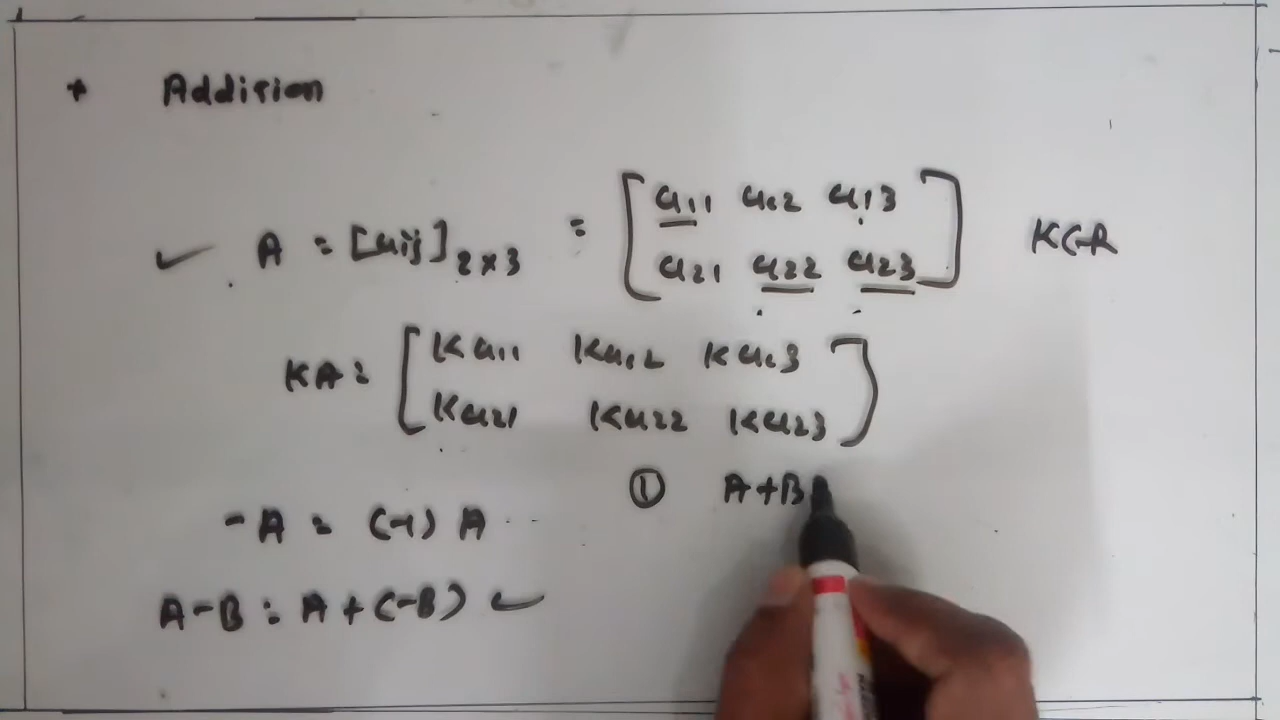 + Addition
✓ A = [aij]2×3 = [a11 a12 a13
a21 a22 a23] K∈R
KA = [Ka11 Ka12 Ka13
Ka21 Ka22 Ka23]
① A+B
-A = (-1) A
A-B = A+(-B) ✓